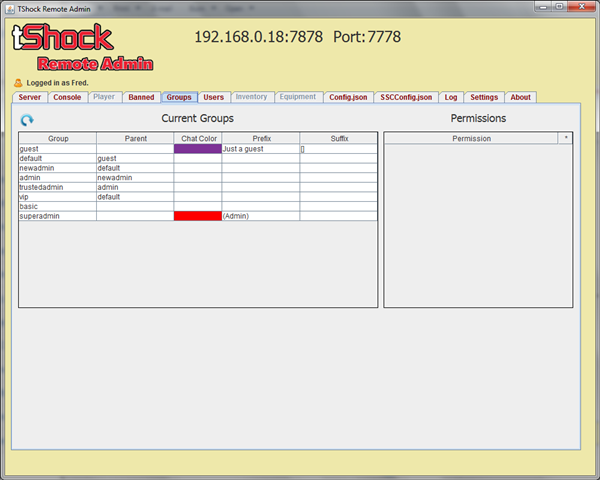 TShock Remote Admin
tShock
Remote Admin
192.168.0.18:7878 Port:7778
Logged in as Fred.
Server Console Player Banned Groups Users Inventory Equipment Config.json SSCConfig.json Log Settings About
Current Groups Permissions
Group Parent Chat Color Prefix Suffix Permission *
guest Just a guest []
default guest
newadmin default
admin newadmin
trustedadmin admin
vip default
basic
superadmin (Admin)